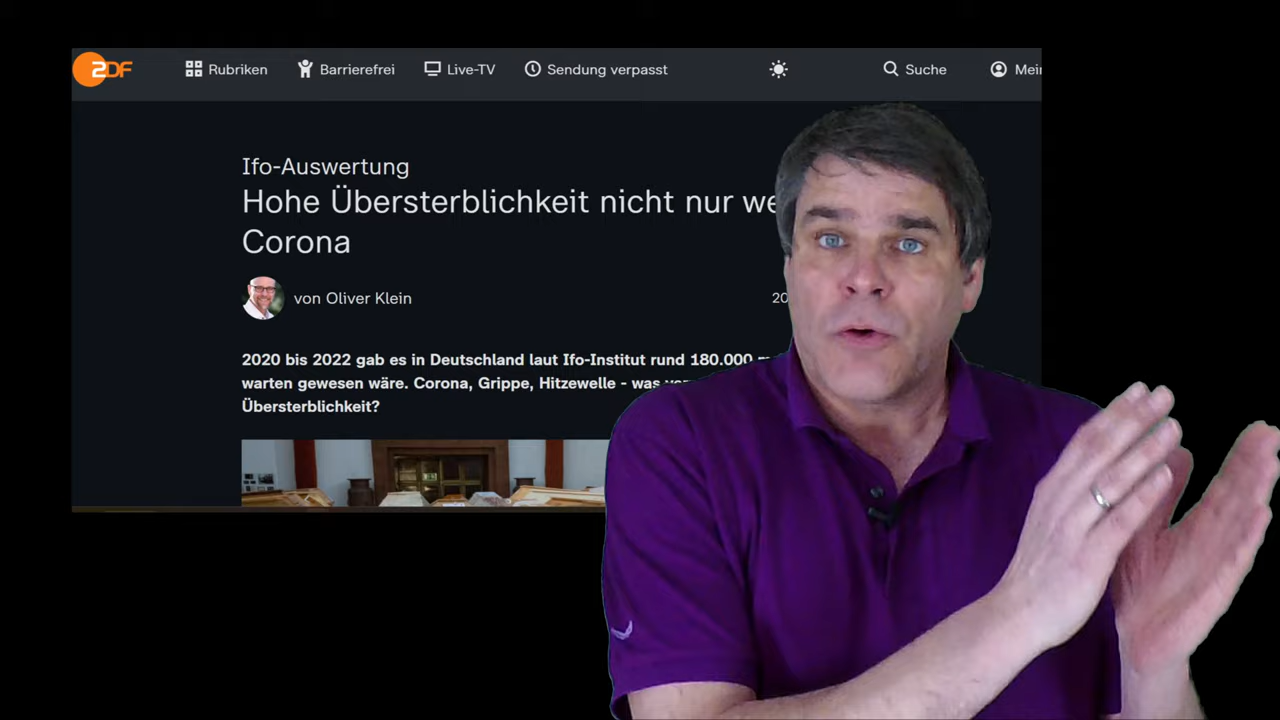 ZDF
Rubriken
Barrierefrei
Live-TV
Sendung verpasst
Suche
Ifo-Auswertung
Hohe Übersterblichkeit nicht nur
Corona
von Oliver Klein
2020 bis 2022 gab es in Deutschland laut Ifo-Institut rund 180.000
warten gewesen wäre. Corona, Grippe, Hitzewelle - was
Übersterblichkeit?